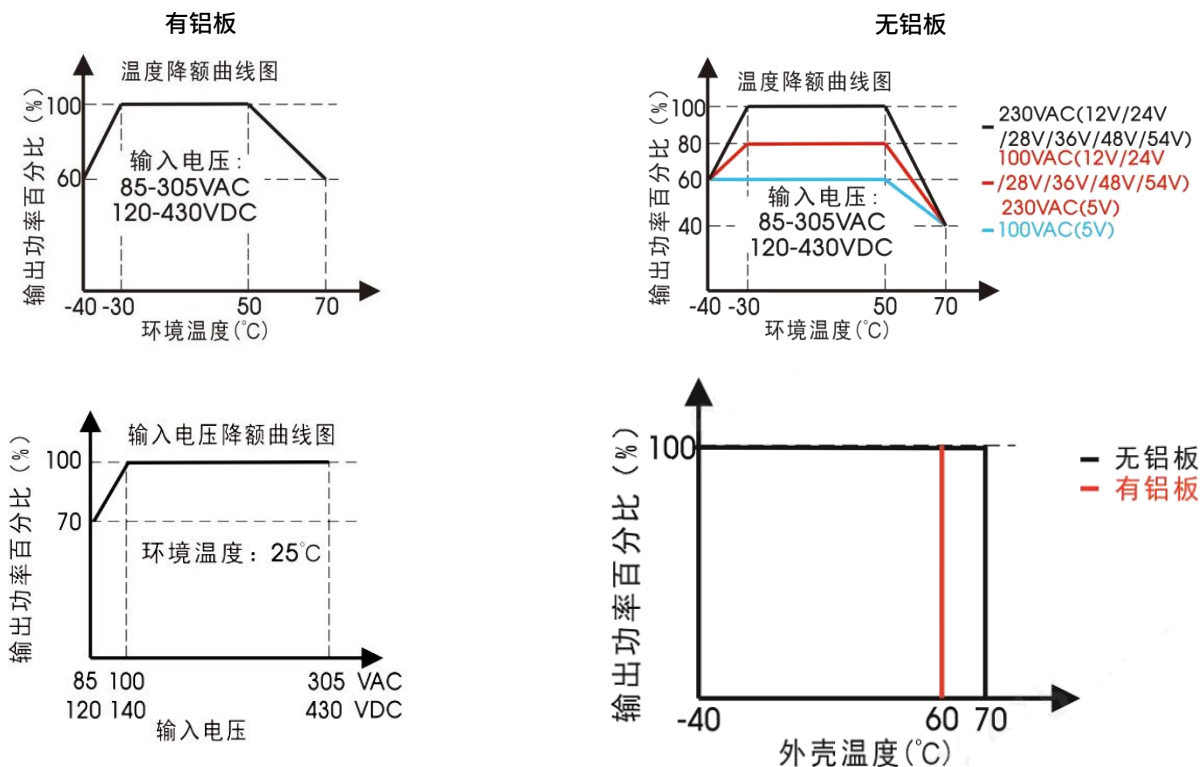 有铝板
温度降额曲线图
输出功率百分比（%）
100
60
输入电压：
85-305VAC
120-430VDC
-40 -30 50 70
环境温度(℃)
无铝板
温度降额曲线图
输出功率百分比（%）
100
80
60
40
输入电压：
85-305VAC
120-430VDC
-40 -30 50 70
环境温度(℃)
230VAC(12V/24V
/28V/36V/48V/54V)
100VAC(12V/24V
/28V/36V/48V/54V)
230VAC(5V)
100VAC(5V)
输入电压降额曲线图
输出功率百分比（%）
100
70
环境温度：25℃
85 100 305 VAC
120 140 430 VDC
输入电压
输出功率百分比（%）
100
-40 60 70
外壳温度(℃)
无铝板
有铝板